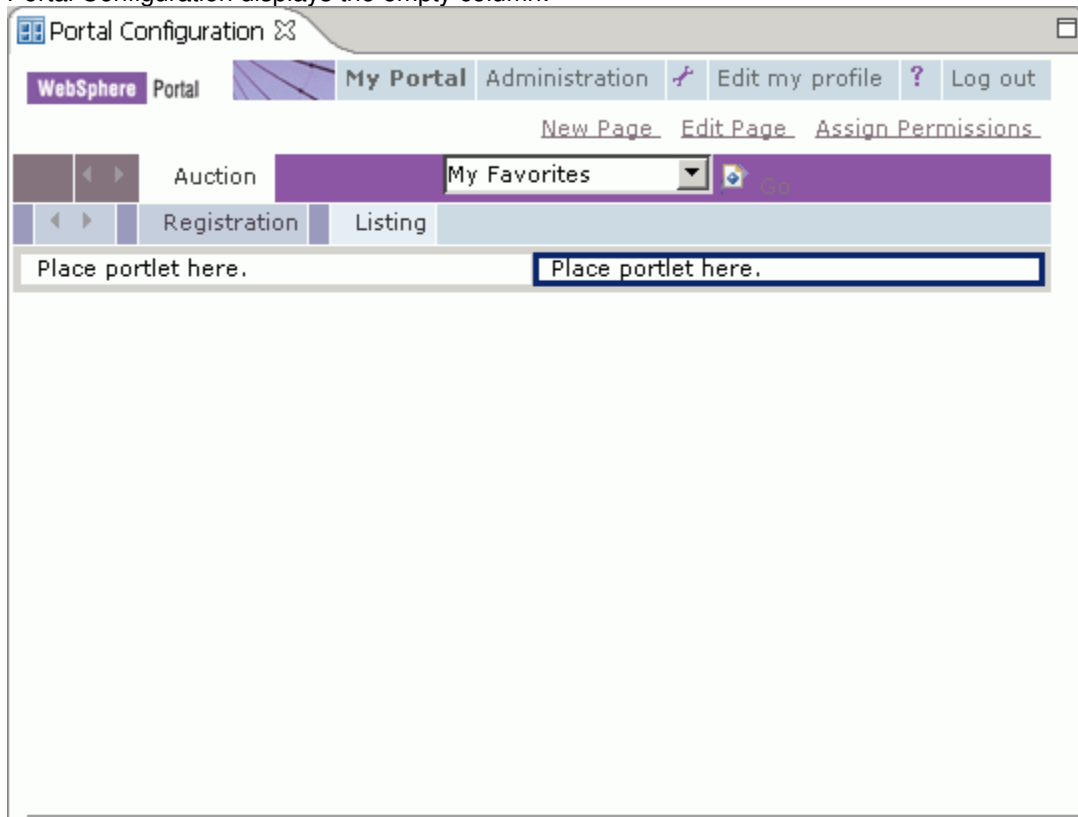 Portal Configuration displays the empty column.
Portal Configuration
WebSphere Portal My Portal Administration Edit my profile ? Log out
New Page Edit Page Assign Permissions
Auction My Favorites Go
Registration Listing
Place portlet here. Place portlet here.